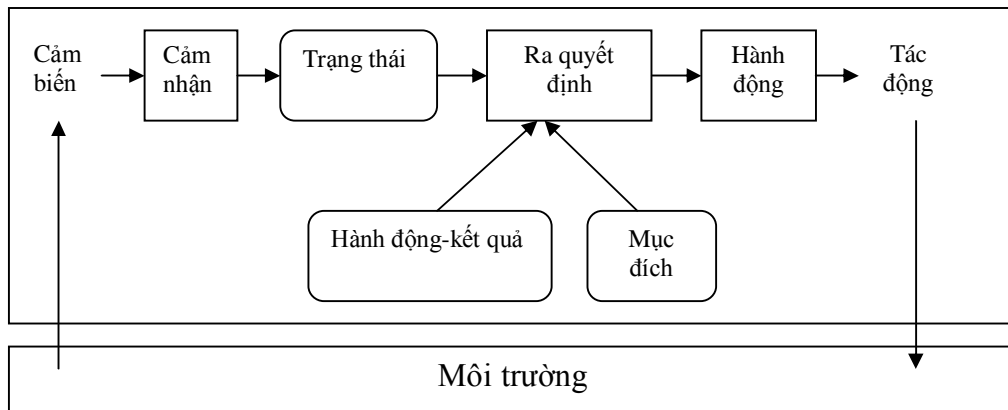 Cảm
biến
Cảm
nhận
Trạng thái
Ra quyết
định
Hành
động
Tác
động
Hành động-kết quả
Mục
đích
Môi trường